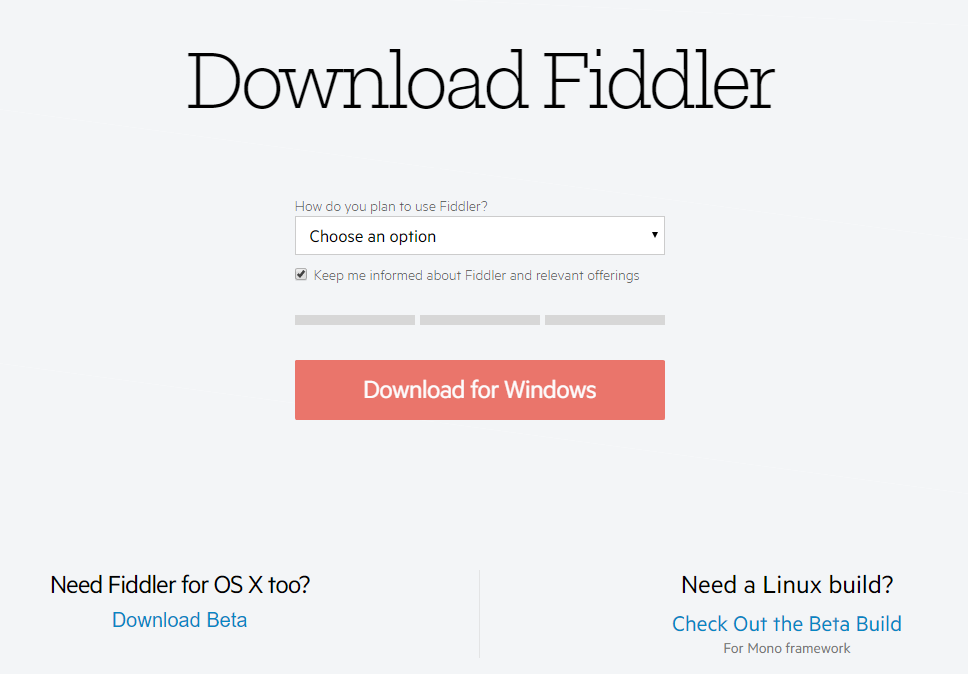 Download Fiddler
How do you plan to use Fiddler?
Choose an option
Keep me informed about Fiddler and relevant offerings
Download for Windows
Need Fiddler for OS X too?
Download Beta
Need a Linux build?
Check Out the Beta Build
For Mono framework